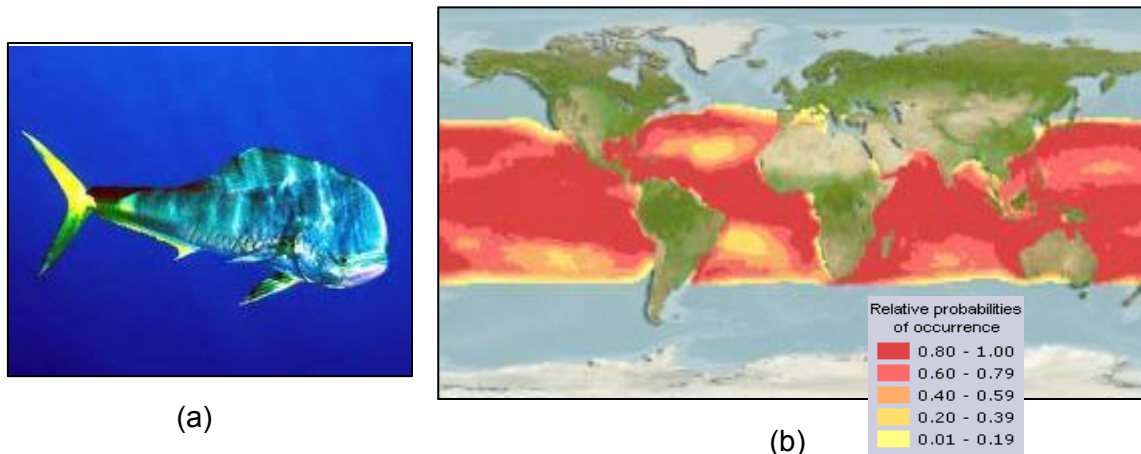 (a)
Relative probabilities
of occurrence
0.80 - 1.00
0.60 - 0.79
0.40 - 0.59
0.20 - 0.39
0.01 - 0.19
(b)